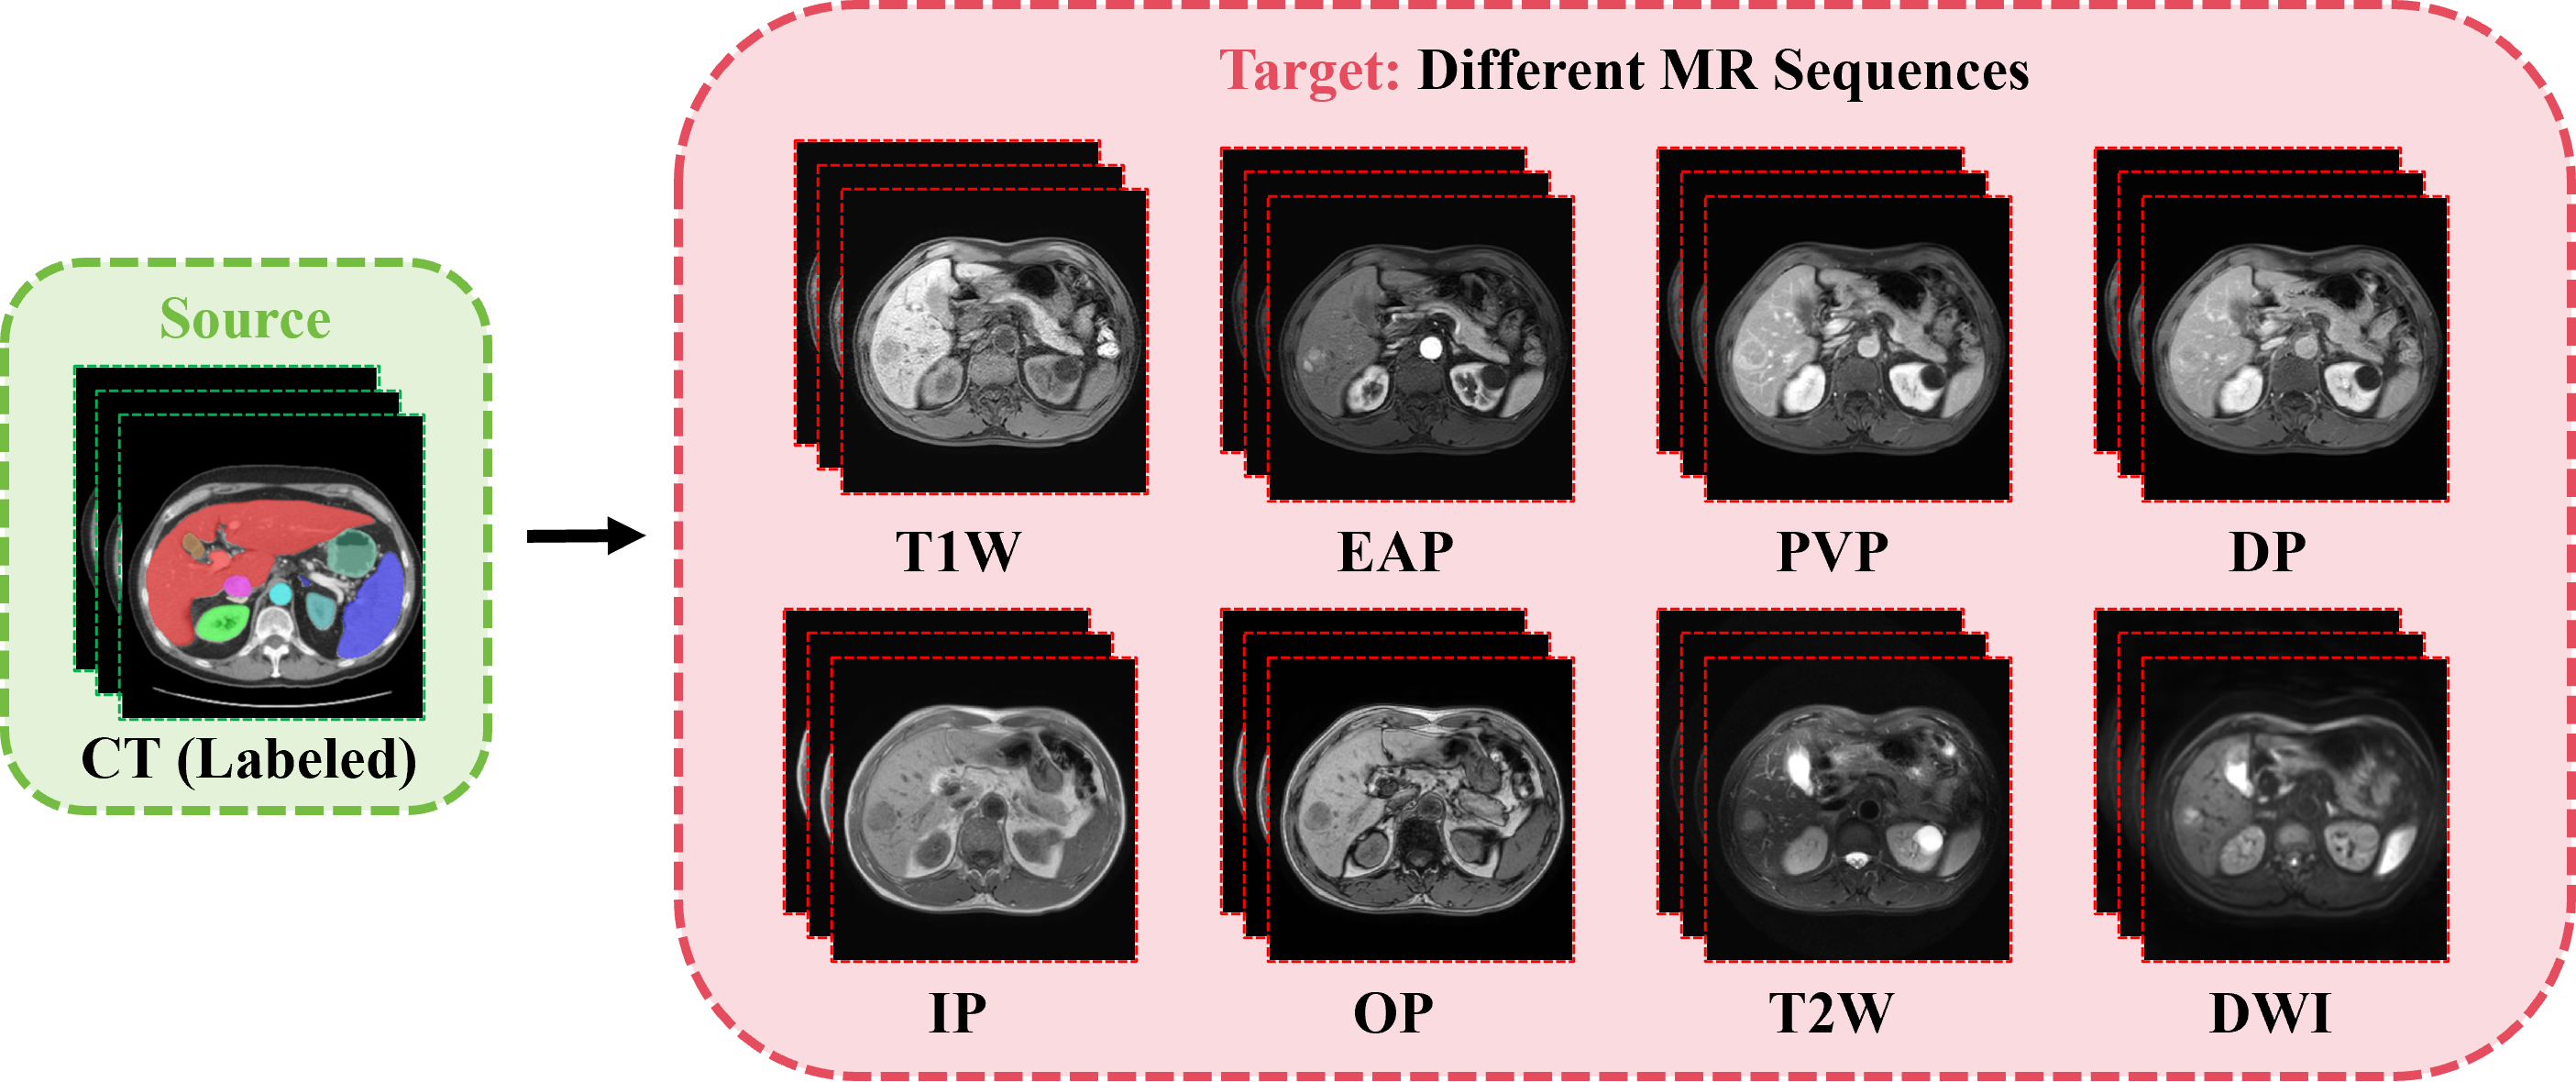 Source
CT (Labeled)
Target: Different MR Sequences
T1W
EAP
PVP
DP
IP
OP
T2W
DWI